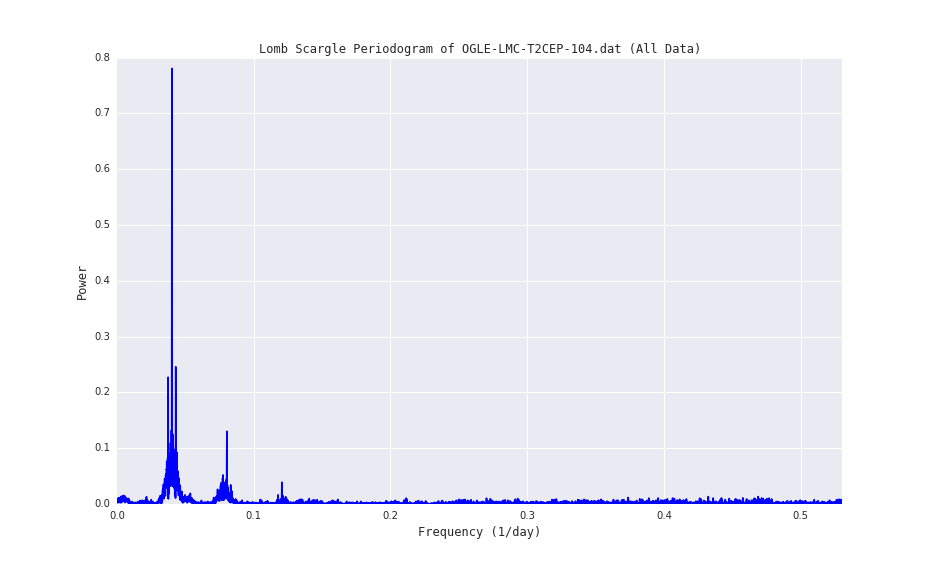 Lomb Scargle Periodogram of OGLE-LMC-T2CEP-104.dat (All Data)
0.8
0.7
0.6
0.5
0.4
0.3
0.2
0.1
0.0
Power
0.0 0.1 0.2 0.3 0.4 0.5
Frequency (1/day)